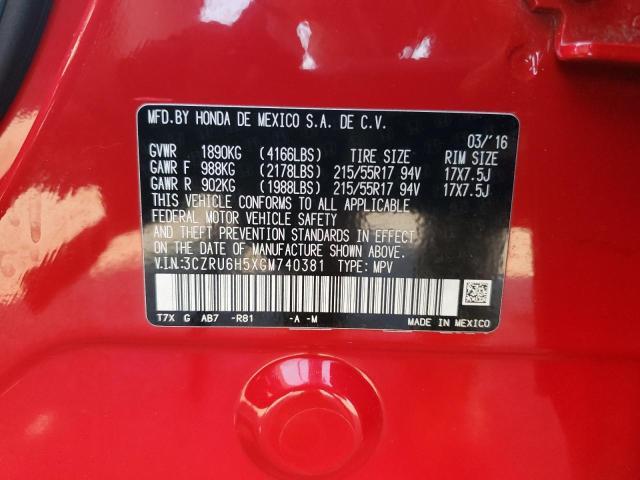 MFD.BY HONDA DE MEXICO S.A. DE C.V.
03/'16
GVWR 1890KG (4166LBS) TIRE SIZE RIM SIZE
GAWR F 988KG (2178LBS) 215/55R17 94V 17X7.5J
GAWR R 902KG (1988LBS) 215/55R17 94V 17X7.5J
THIS VEHICLE CONFORMS TO ALL APPLICABLE
FEDERAL MOTOR VEHICLE SAFETY
AND THEFT PREVENTION STANDARDS IN EFFECT
ON THE DATE OF MANUFACTURE SHOWN ABOVE.
V.I.N:3CZRU6H5XGM740381 TYPE: MPV
T7X G AB7 -R81 -A -M MADE IN MEXICO